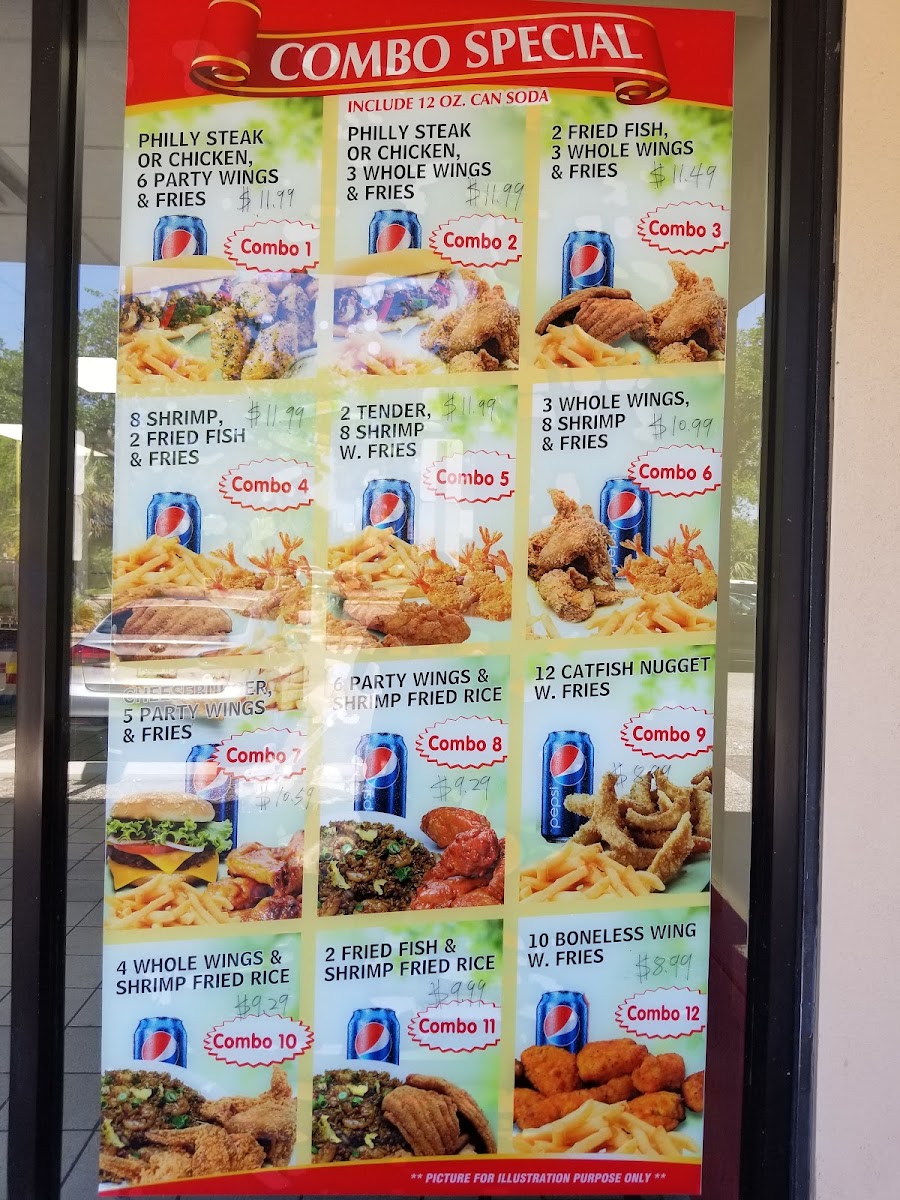 COMBO SPECIAL
INCLUDE 12 OZ. CAN SODA
PHILLY STEAK
OR CHICKEN,
6 PARTY WINGS
& FRIES $11.99
Combo 1
PHILLY STEAK
OR CHICKEN,
3 WHOLE WINGS
& FRIES $11.99
Combo 2
2 FRIED FISH,
3 WHOLE WINGS
& FRIES $11.49
Combo 3
8 SHRIMP, $11.99
2 FRIED FISH
& FRIES
Combo 4
2 TENDER, $11.99
8 SHRIMP
W. FRIES
Combo 5
3 WHOLE WINGS,
8 SHRIMP $10.99
& FRIES
Combo 6
pepsi
CHEESEBURGER,
5 PARTY WINGS
& FRIES
Combo 7
$10.59
6 PARTY WINGS &
SHRIMP FRIED RICE
Combo 8
$9.29
pepsi
12 CATFISH NUGGET
W. FRIES
Combo 9
pepsi
4 WHOLE WINGS &
SHRIMP FRIED RICE
$9.29
Combo 10
2 FRIED FISH &
SHRIMP FRIED RICE
$9.99
Combo 11
10 BONELESS WING
W. FRIES $8.99
Combo 12
** PICTURE FOR ILLUSTRATION PURPOSE ONLY **